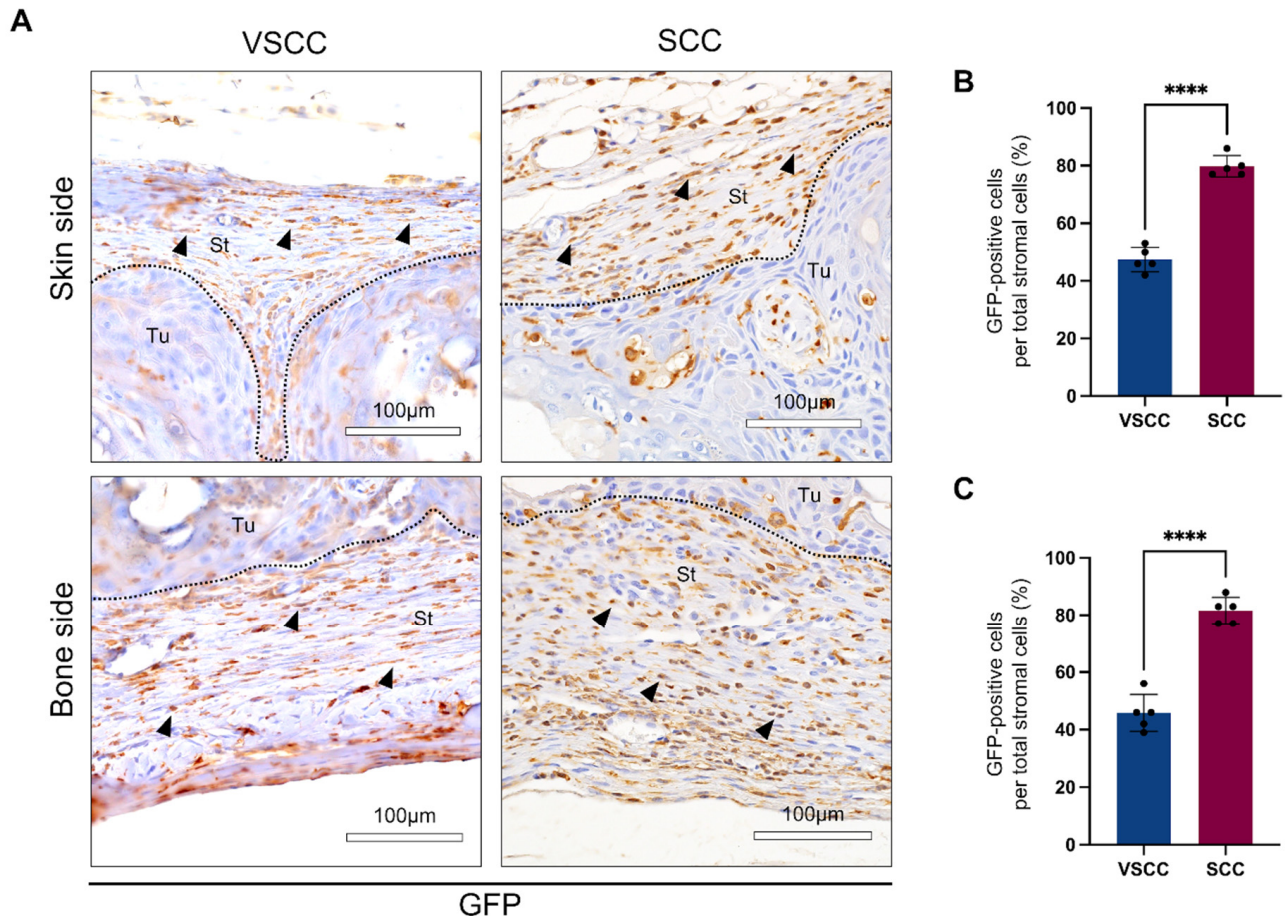 A
VSCC
SCC
Skin side
St
Tu
100µm
St
Tu
100µm
Bone side
Tu
St
100µm
Tu
St
100µm
GFP
B
****
GFP-positive cells
per total stromal cells (%)
100
80
60
40
20
0
VSCC
SCC
C
****
GFP-positive cells
per total stromal cells (%)
100
80
60
40
20
0
VSCC
SCC